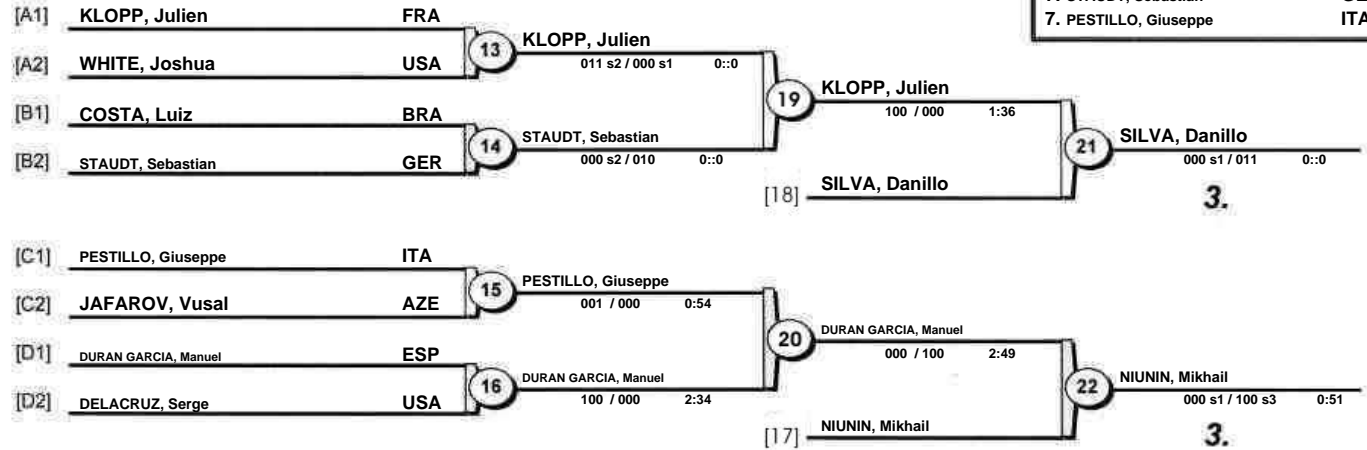 7. PESTILLO, Giuseppe ITA
[A1] KLOPP, Julien FRA
13 KLOPP, Julien
011 s2 / 000 s1 0::0
[A2] WHITE, Joshua USA
19 KLOPP, Julien
100 / 000 1:36
[B1] COSTA, Luiz BRA
14 STAUDT, Sebastian
000 s2 / 010 0::0
21 SILVA, Danillo
000 s1 / 011 0::0
[B2] STAUDT, Sebastian GER
[18] SILVA, Danillo
3.
[C1] PESTILLO, Giuseppe ITA
15 PESTILLO, Giuseppe
001 / 000 0:54
[C2] JAFAROV, Vusal AZE
20 DURAN GARCIA, Manuel
000 / 100 2:49
[D1] DURAN GARCIA, Manuel ESP
16 DURAN GARCIA, Manuel
100 / 000 2:34
22 NIUNIN, Mikhail
000 s1 / 100 s3 0:51
[D2] DELACRUZ, Serge USA
[17] NIUNIN, Mikhail
3.